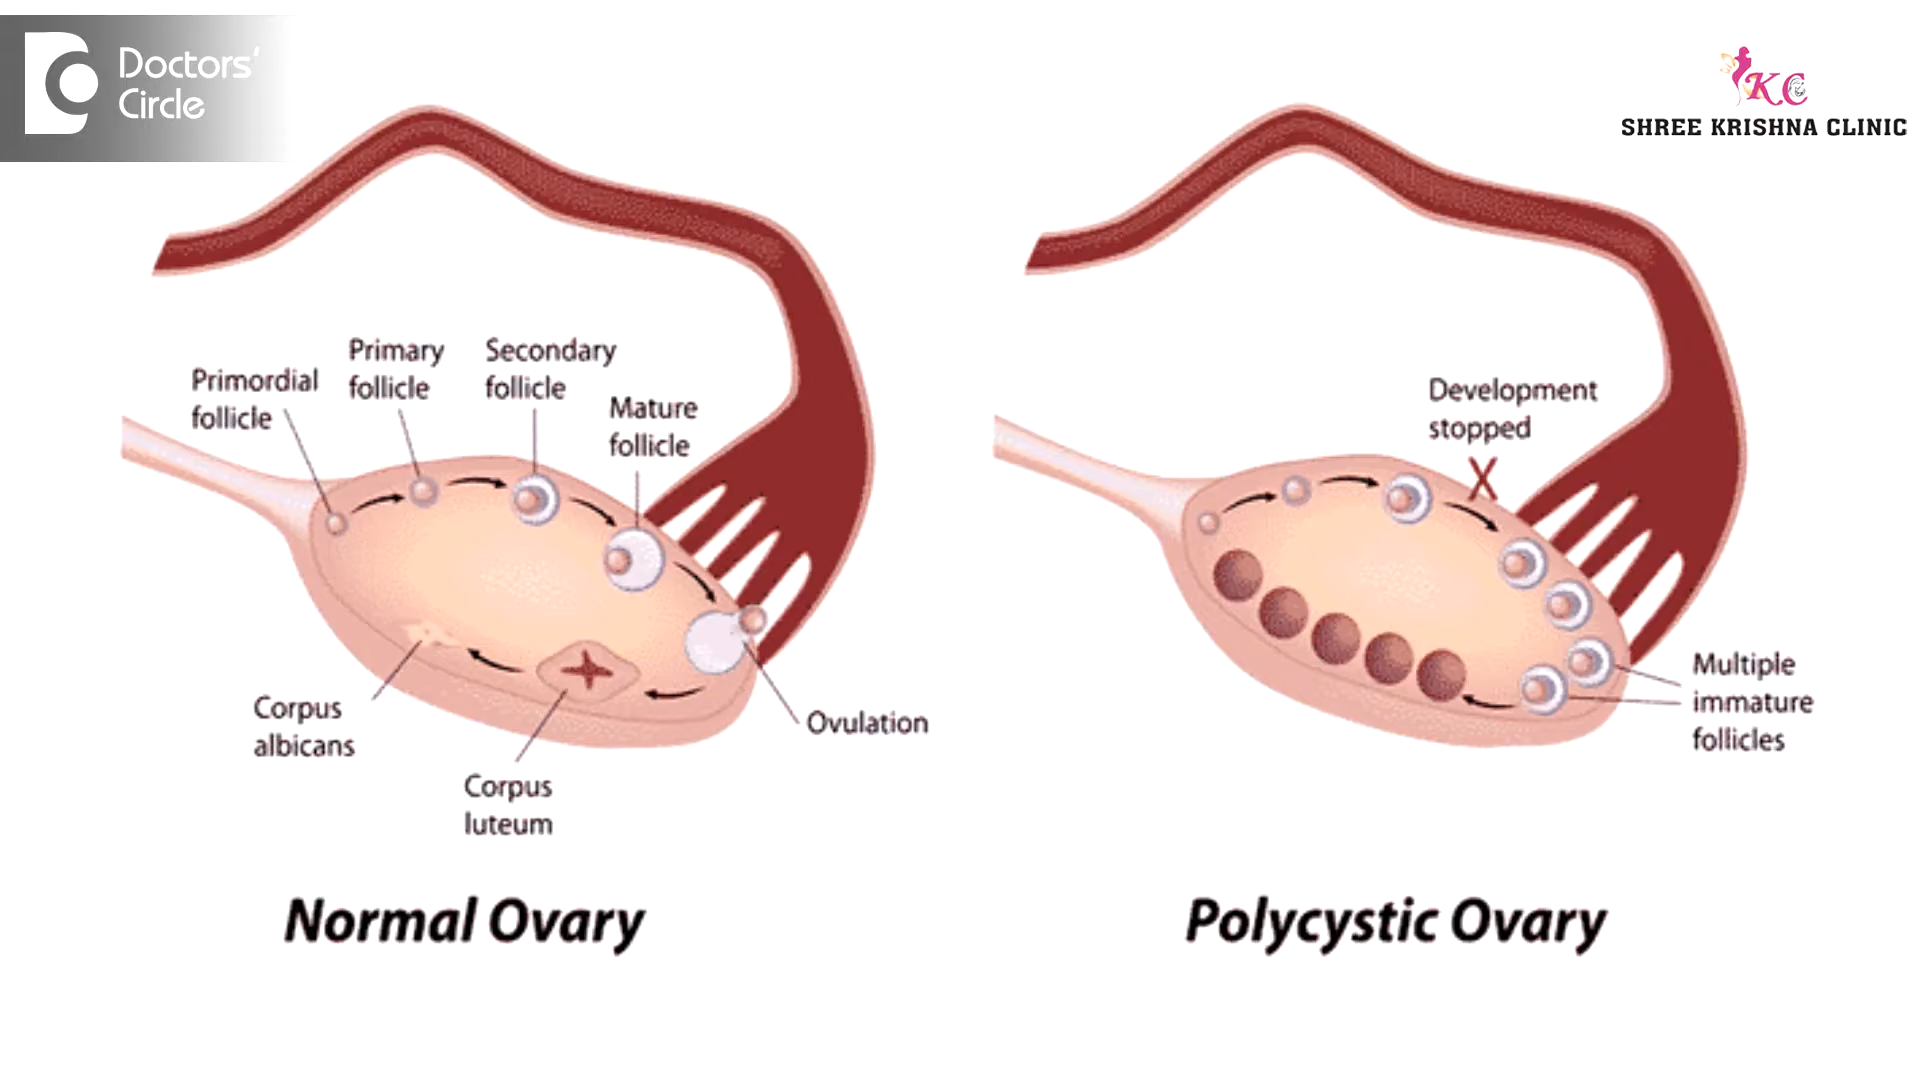 Doctors'
Circle
KC
SHREE KRISHNA CLINIC
Primordial
follicle
Primary
follicle
Secondary
follicle
Mature
follicle
Ovulation
Corpus
luteum
Corpus
albicans
Normal Ovary
Development
stopped
X
Multiple
immature
follicles
Polycystic Ovary